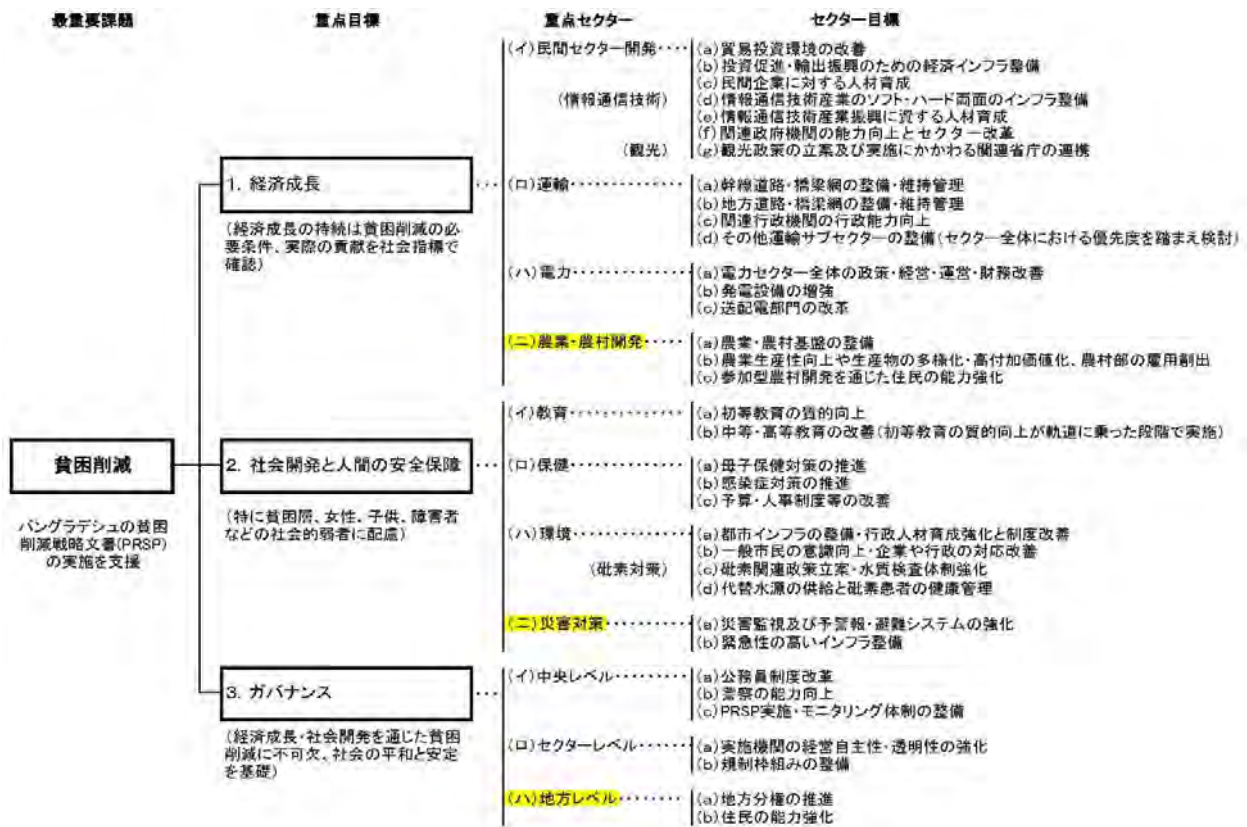 最重要課題 重点目標 重点セクター セクター目標
(イ)民間セクター開発････ (a)貿易投資環境の改善
(b)投資促進・輸出振興のための経済インフラ整備
(c)民間企業に対する人材育成
(情報通信技術) (d)情報通信技術産業のソフト・ハード両面のインフラ整備
(e)情報通信技術産業振興に資する人材育成
(f)関連政府機関の能力向上とセクター改革
(観光) (g)観光政策の立案及び実施にかかわる関連省庁の連携
1. 経済成長 ･･･ (ロ)運輸･････････････ (a)幹線道路・橋梁網の整備・維持管理
(b)地方道路・橋梁網の整備・維持管理
(経済成長の持続は貧困削減の必 (c)関連行政機関の行政能力向上
要条件、実際の貢献を社会指標で (d)その他運輸サブセクターの整備(セクター全体における優先度を踏まえ検討)
確認)
(ハ)電力･････････････ (a)電力セクター全体の政策・経営・運営・財務改善
(b)発電設備の増強
(c)送配電部門の改革
(ニ)農業・農村開発･････ (a)農業・農村基盤の整備
(b)農業生産性向上や生産物の多様化・高付加価値化、農村部の雇用創出
(c)参加型農村開発を通じた住民の能力強化
(イ)教育･････････････ (a)初等教育の質的向上
(b)中等・高等教育の改善(初等教育の質的向上が軌道に乗った段階で実施)
貧困削減 2. 社会開発と人間の安全保障 ･･･ (ロ)保健･････････････ (a)母子保健対策の推進
(b)感染症対策の推進
(特に貧困層、女性、子供、障害者 (c)予算・人事制度等の改善
などの社会的弱者に配慮)
バングラデシュの貧困
削減戦略文書(PRSP) (ハ)環境･････････････ (a)都市インフラの整備・行政人材育成強化と制度改善
の実施を支援 (b)一般市民の意識向上・企業や行政の対応改善
(砒素対策) (c)砒素関連政策立案・水質検査体制強化
(d)代替水源の供給と砒素患者の健康管理
(ニ)災害対策･･････････ (a)災害監視及び予警報・避難システムの強化
(b)緊急性の高いインフラ整備
3. ガバナンス ･･･ (イ)中央レベル････････ (a)公務員制度改革
(b)警察の能力向上
(c)PRSP実施・モニタリング体制の整備
(経済成長・社会開発を通じた貧困
削減に不可欠、社会の平和と安定 (ロ)セクターレベル･･････ (a)実施機関の経営自主性・透明性の強化
を基礎) (b)規制枠組みの整備
(ハ)地方レベル････････ (a)地方分権の推進
(b)住民の能力強化